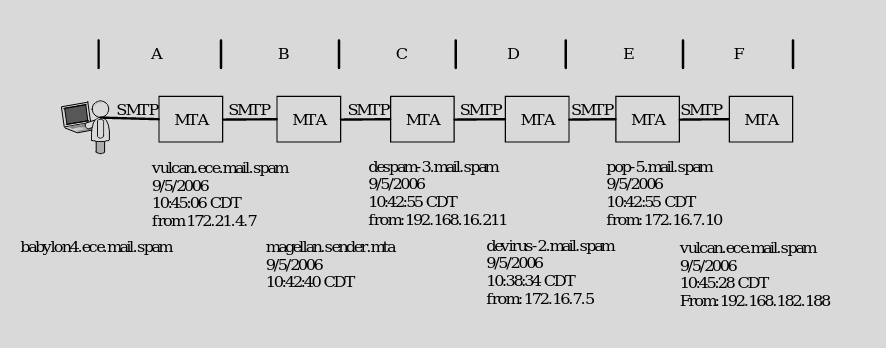 A B C D E F
SMTP MTA SMTP MTA SMTP MTA SMTP MTA SMTP MTA SMTP MTA
vulcan.ece.mail.spam
9/5/2006
10:45:06 CDT
from 172.21.4.7
despam-3.mail.spam
9/5/2006
10:42:55 CDT
from: 192.168.16.211
pop-5.mail.spam
9/5/2006
10:42:55 CDT
from: 172.16.7.10
babylon4.ece.mail.spam
magellan.sender.mta
9/5/2006
10:42:40 CDT
devirus-2.mail.spam
9/5/2006
10:38:34 CDT
from: 172.16.7.5
vulcan.ece.mail.spam
9/5/2006
10:45:28 CDT
From: 192.168.182.188